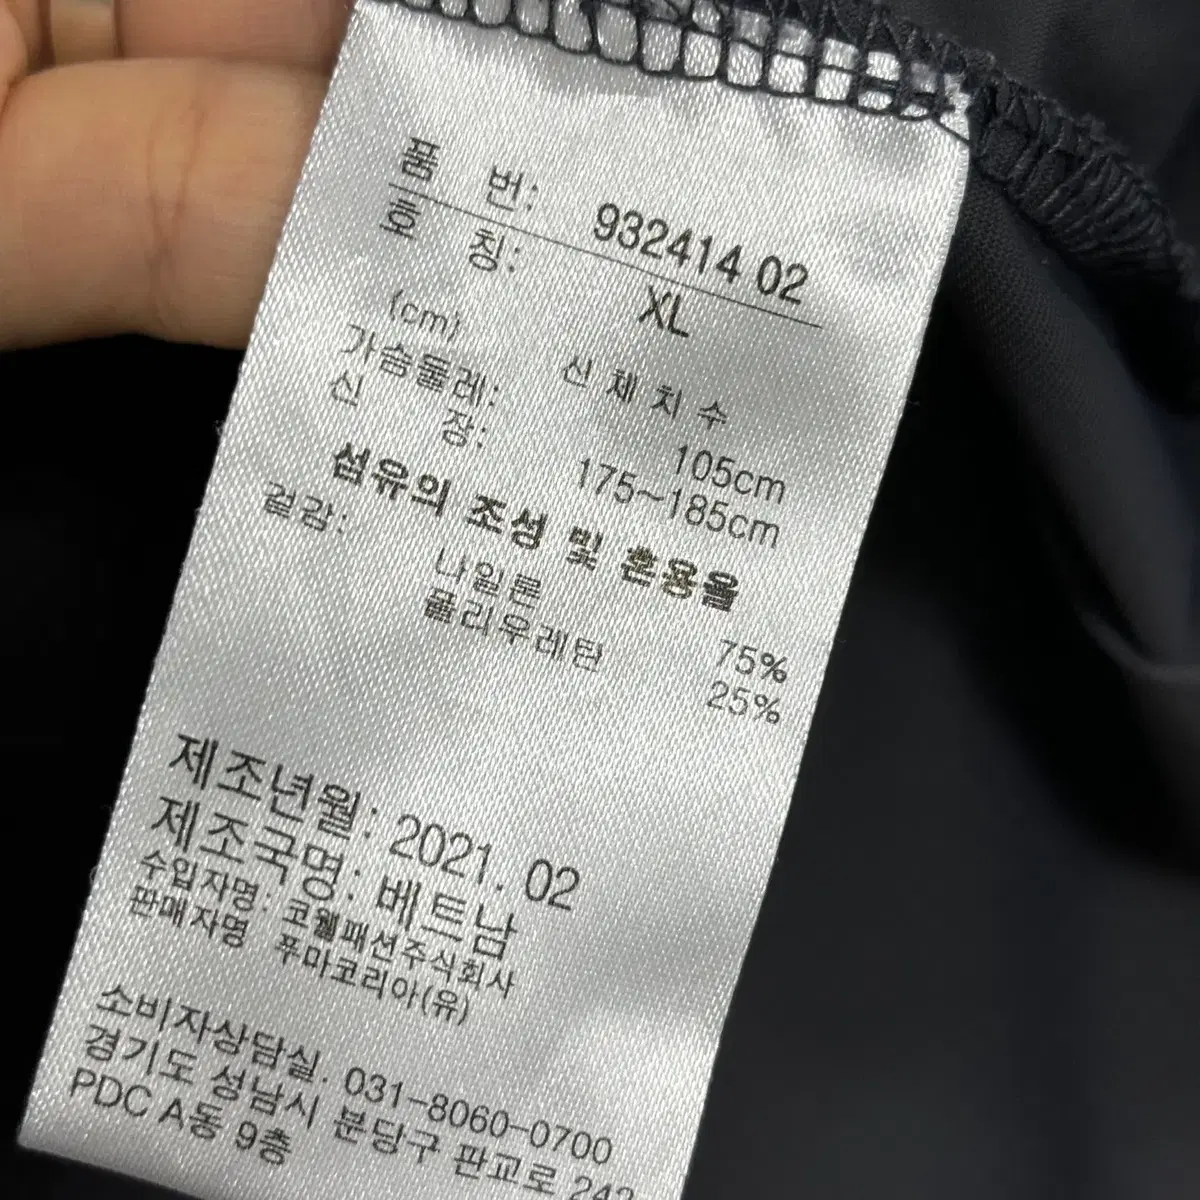 품 번: 932414 02
호 칭: XL
(cm) 신 체 치 수
가슴둘레: 105cm
신 장: 175~185cm
섬유의 조성 및 혼용율
겉감: 나일론 75%
폴리우레탄 25%
제조년월: 2021. 02
제조국명: 베트남
수입자명: 코웰패션주식회사
판매자명 푸마코리아(유)
소비자상담실. 031-8060-0700
경기도 성남시 분당구 판교로 242
PDC A동 9층